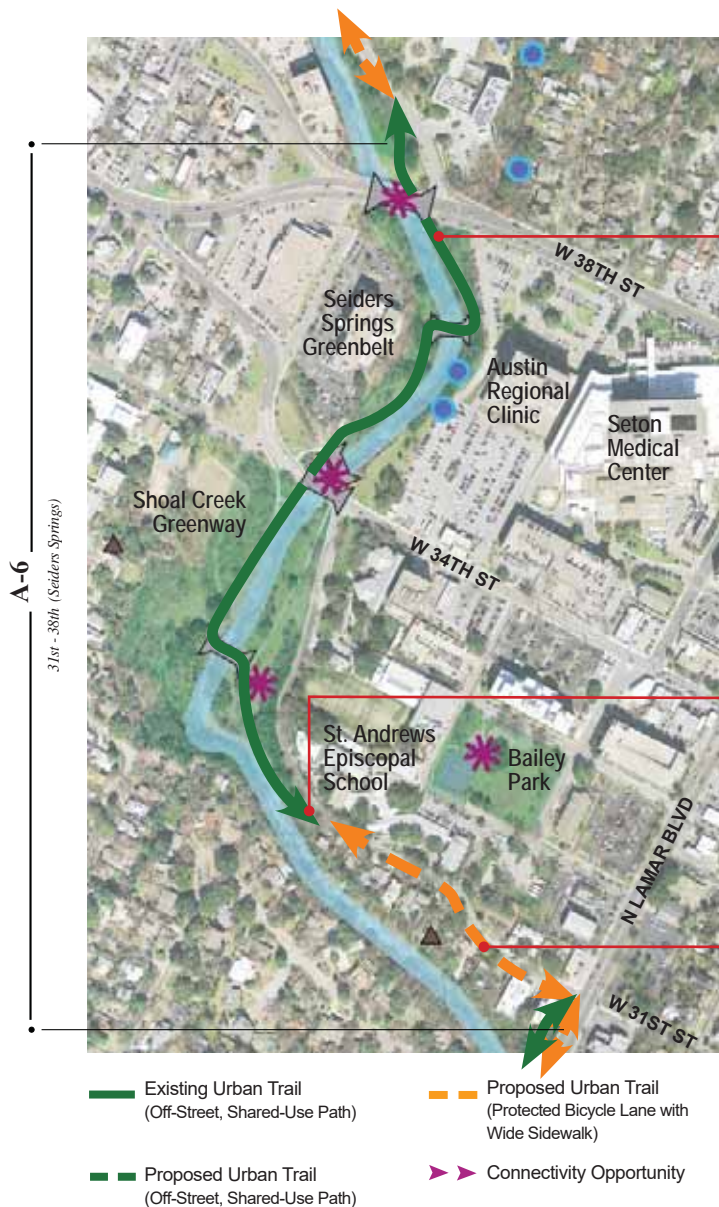 W 38TH ST
Seiders
Springs
Greenbelt
Austin
Regional
Clinic
Seton
Medical
Center
Shoal Creek
Greenway
W 34TH ST
A-6
31st - 38th (Seiders Springs)
St. Andrews
Episcopal
School
Bailey
Park
N LAMAR BLVD
W 31ST ST
Existing Urban Trail
(Off-Street, Shared-Use Path)
Proposed Urban Trail
(Off-Street, Shared-Use Path)
Proposed Urban Trail
(Protected Bicycle Lane with
Wide Sidewalk)
Connectivity Opportunity